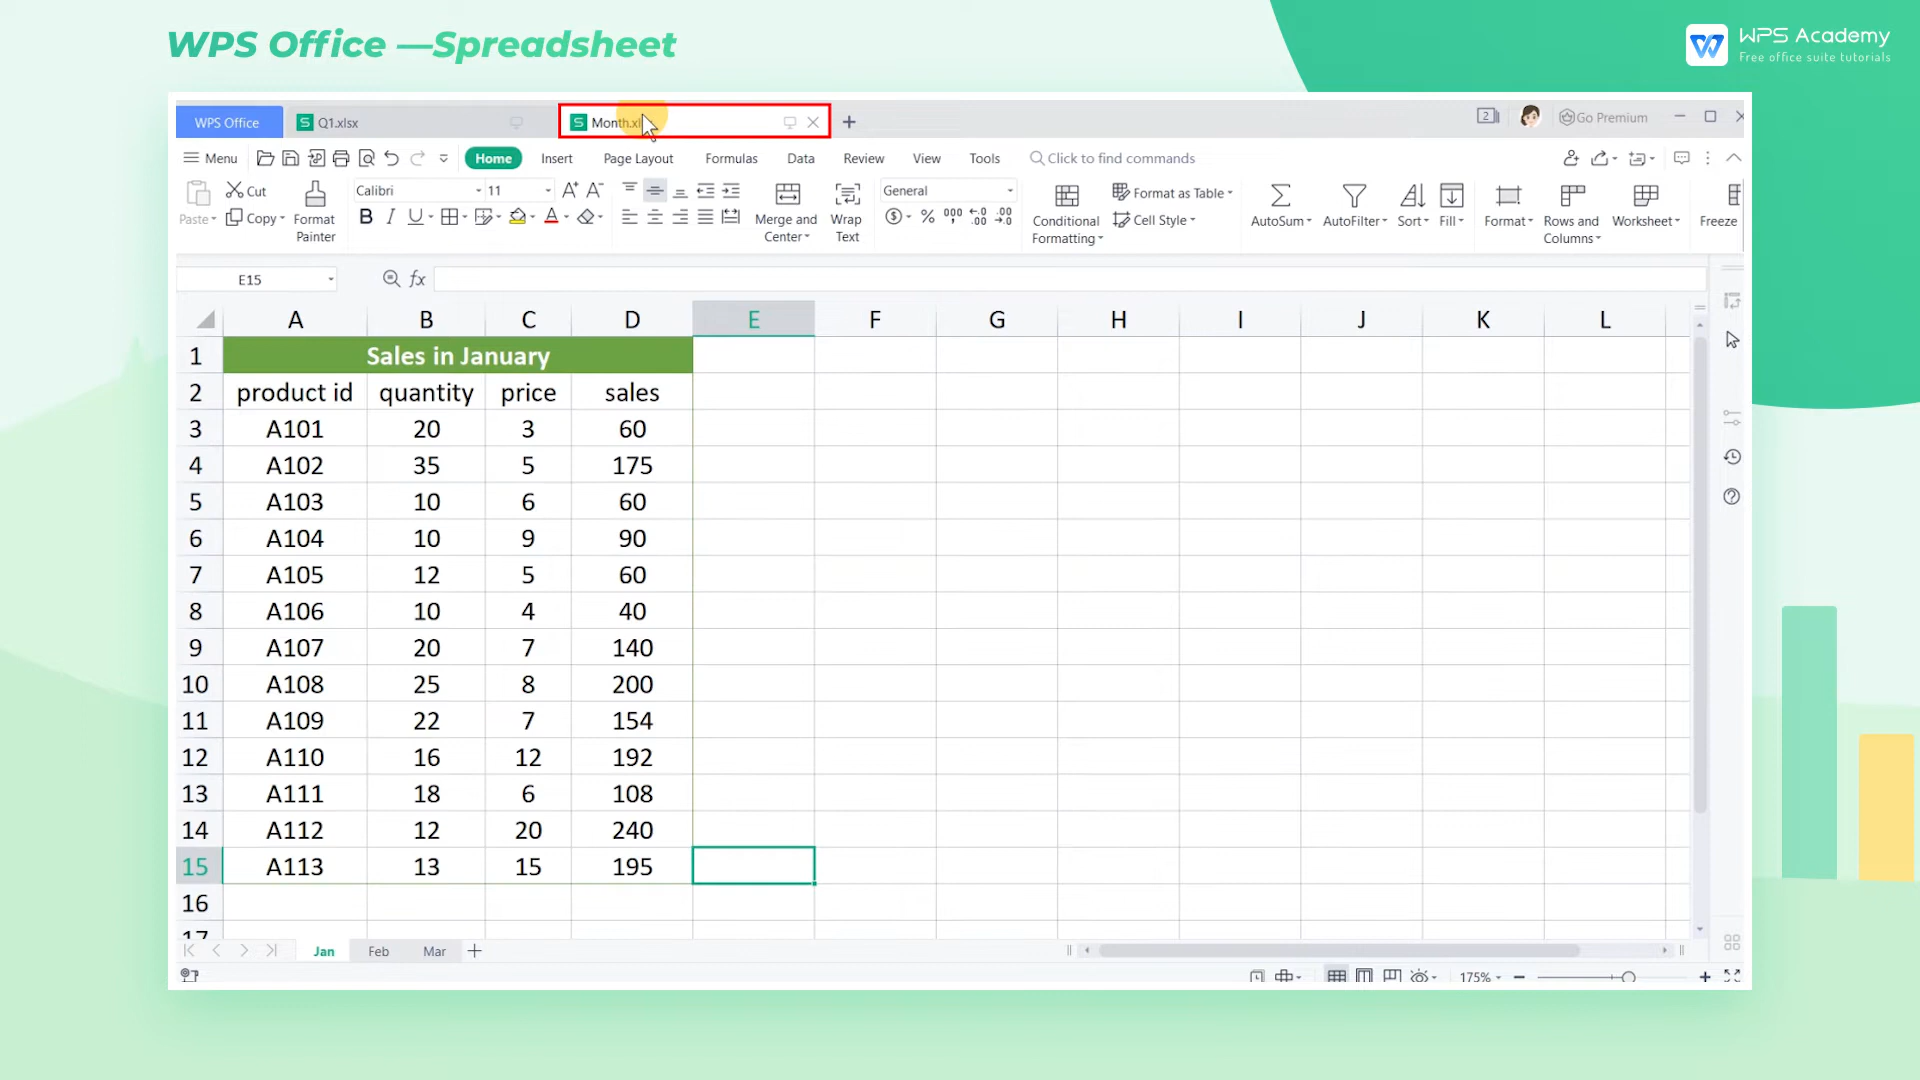 WPS Office —Spreadsheet
WPS Academy
Free office suite tutorials
WPS Office
Q1.xlsx
2
Go Premium
Menu
Home
Insert
Page Layout
Formulas
Data
Review
View
Tools
Click to find commands
Paste
Cut
Copy
Format
Painter
Calibri
11
Merge and
Center
Wrap
Text
General
Conditional
Formatting
Format as Table
Cell Style
AutoSum
AutoFilter
Sort
Fill
Format
Rows and
Columns
Worksheet
Freeze
E15
fx
A B C D E F G H I J K L
1 Sales in January
2 product id quantity price sales
3 A101 20 3 60
4 A102 35 5 175
5 A103 10 6 60
6 A104 10 9 90
7 A105 12 5 60
8 A106 10 4 40
9 A107 20 7 140
10 A108 25 8 200
11 A109 22 7 154
12 A110 16 12 192
13 A111 18 6 108
14 A112 12 20 240
15 A113 13 15 195
16
17
Jan
Feb
Mar
175%